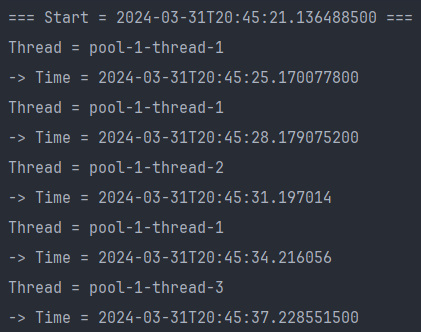 === Start = 2024-03-31T20:45:21.136488500 ===
Thread = pool-1-thread-1
-> Time = 2024-03-31T20:45:25.170077800
Thread = pool-1-thread-1
-> Time = 2024-03-31T20:45:28.179075200
Thread = pool-1-thread-2
-> Time = 2024-03-31T20:45:31.197014
Thread = pool-1-thread-1
-> Time = 2024-03-31T20:45:34.216056
Thread = pool-1-thread-3
-> Time = 2024-03-31T20:45:37.228551500